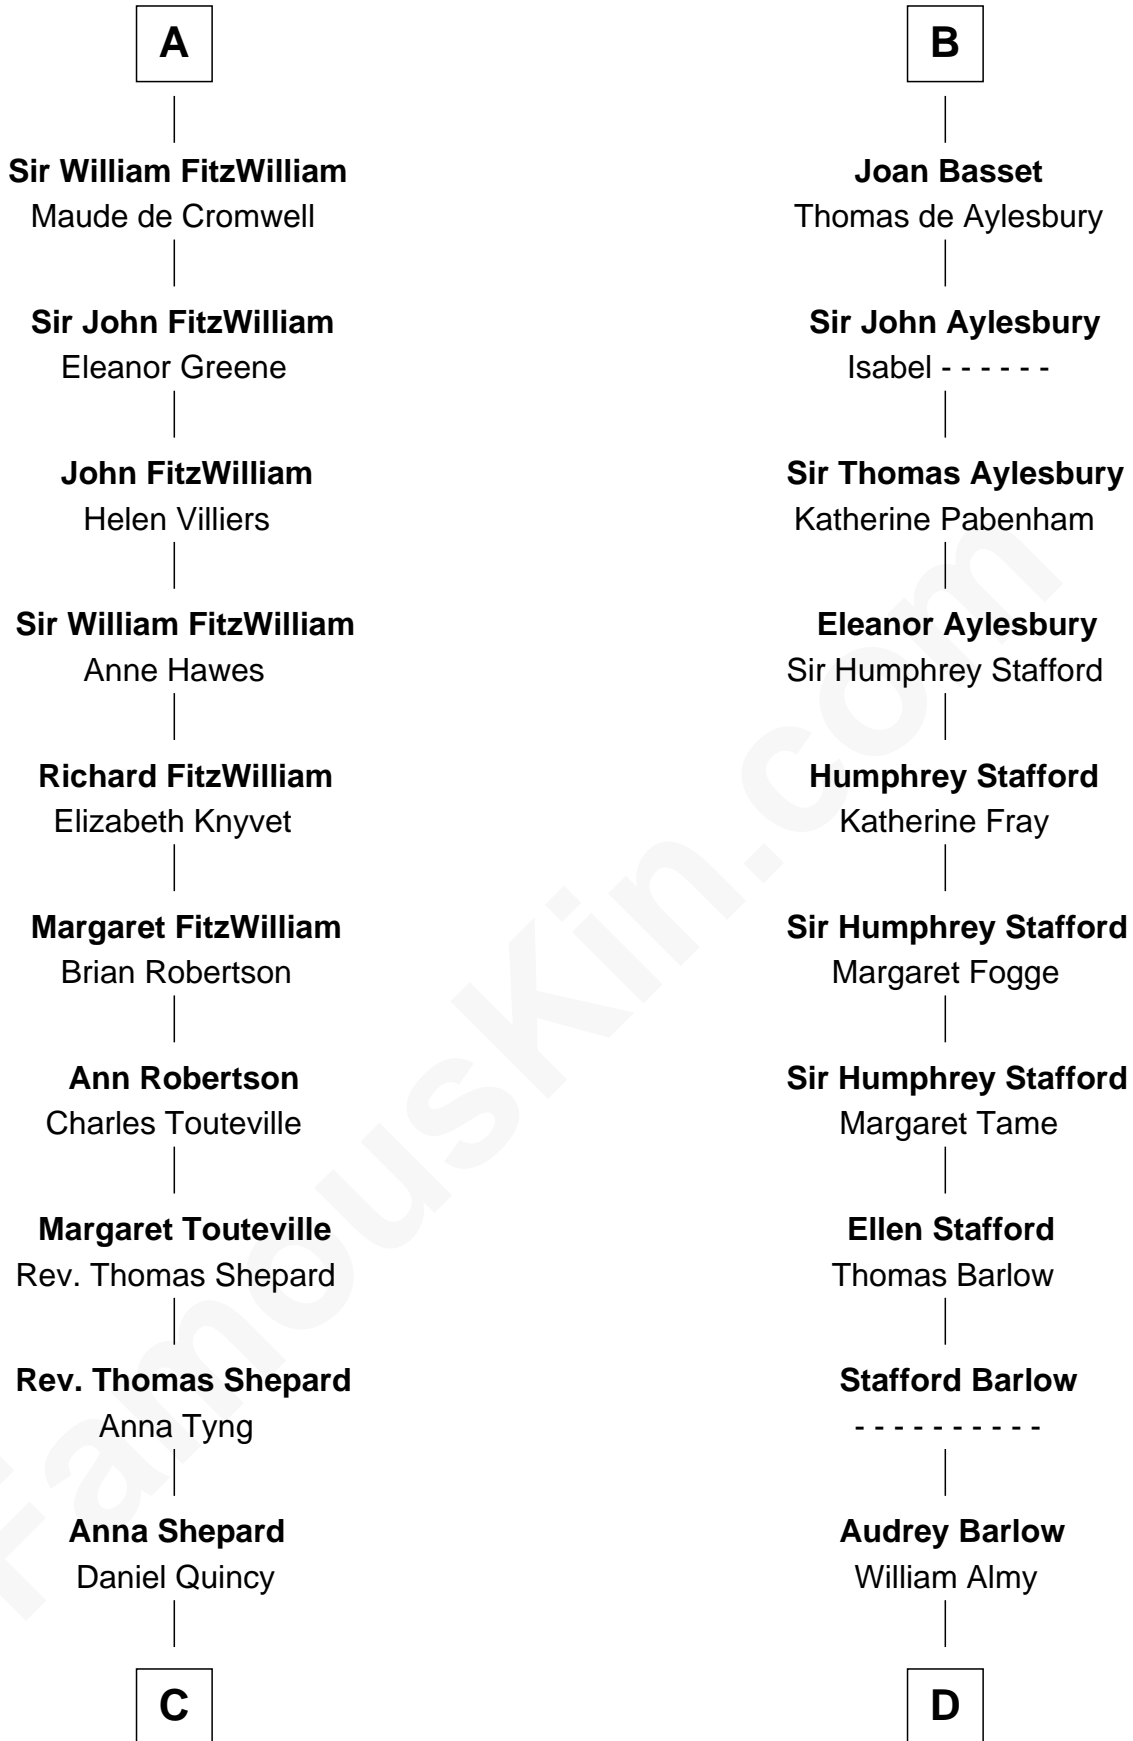 A
Sir William FitzWilliam
Maude de Cromwell
Sir John FitzWilliam
Eleanor Greene
John FitzWilliam
Helen Villiers
Sir William FitzWilliam
Anne Hawes
Richard FitzWilliam
Elizabeth Knyvet
Margaret FitzWilliam
Brian Robertson
Ann Robertson
Charles Touteville
Margaret Touteville
Rev. Thomas Shepard
Rev. Thomas Shepard
Anna Tyng
Anna Shepard
Daniel Quincy
C
B
Joan Basset
Thomas de Aylesbury
Sir John Aylesbury
Isabel - - - - - -
Sir Thomas Aylesbury
Katherine Pabenham
Eleanor Aylesbury
Sir Humphrey Stafford
Humphrey Stafford
Katherine Fray
Sir Humphrey Stafford
Margaret Fogge
Sir Humphrey Stafford
Margaret Tame
Ellen Stafford
Thomas Barlow
Stafford Barlow
- - - - - - - - - -
Audrey Barlow
William Almy
D
FamousKin.com